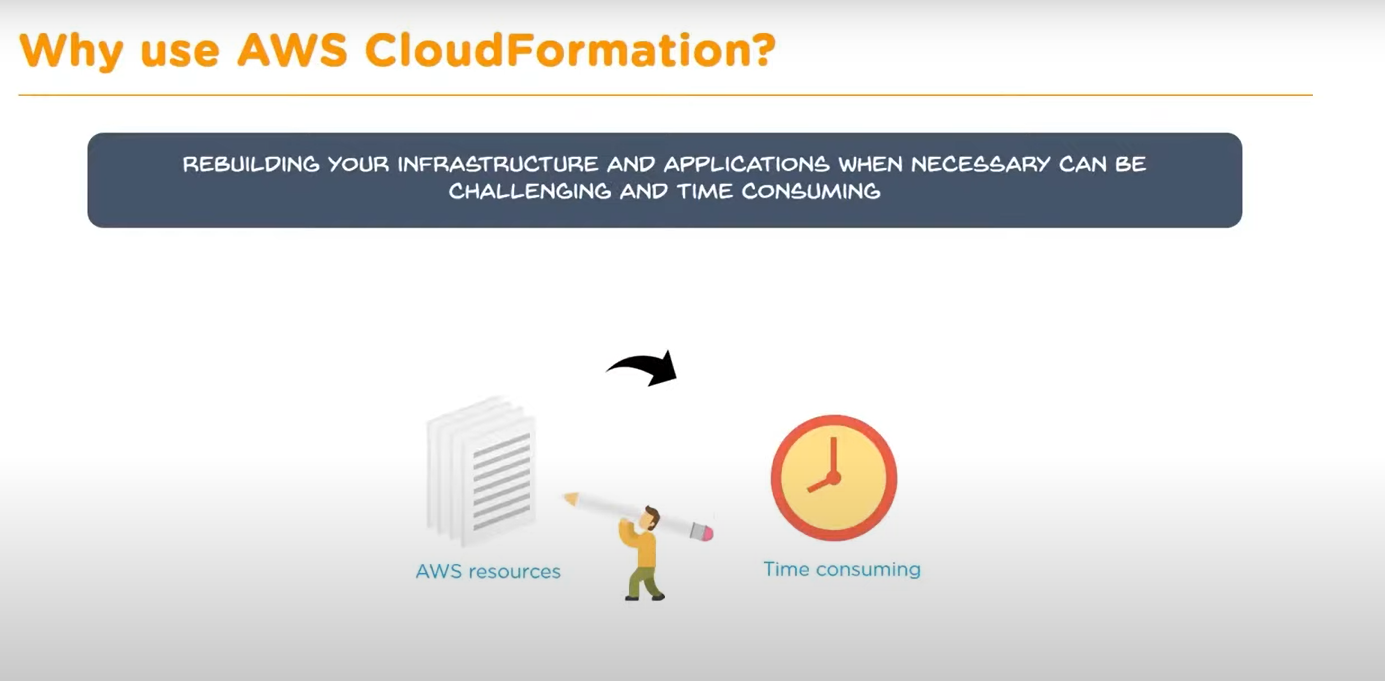 Why use AWS CloudFormation?
REBUILDING YOUR INFRASTRUCTURE AND APPLICATIONS WHEN NECESSARY CAN BE
CHALLENGING AND TIME CONSUMING
AWS resources
Time consuming